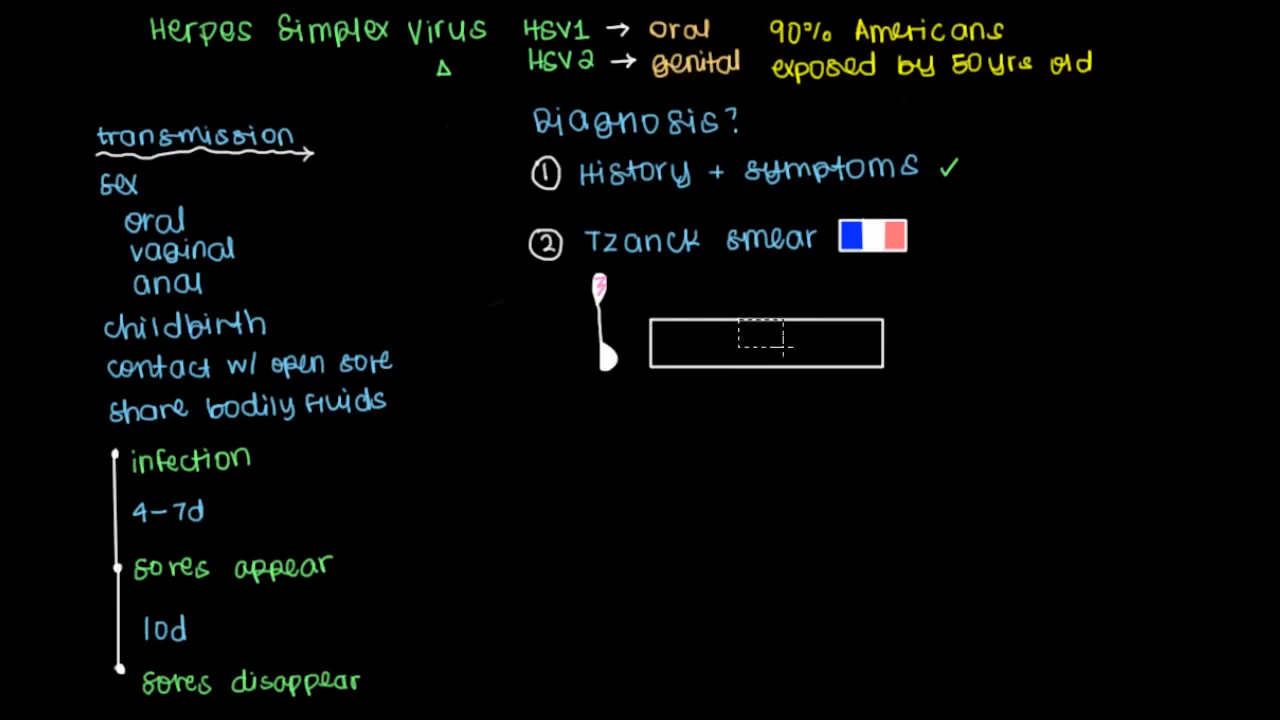 Herpes Simplex Virus
Δ
HSV1 → oral
HSV2 → genital
90% Americans
exposed by 50 yrs old
transmission
sex
oral
vaginal
anal
childbirth
contact w/ open sore
share bodily fluids
infection
4-7d
sores appear
10d
sores disappear
Diagnosis?
① History + symptoms ✓
② Tzanck smear